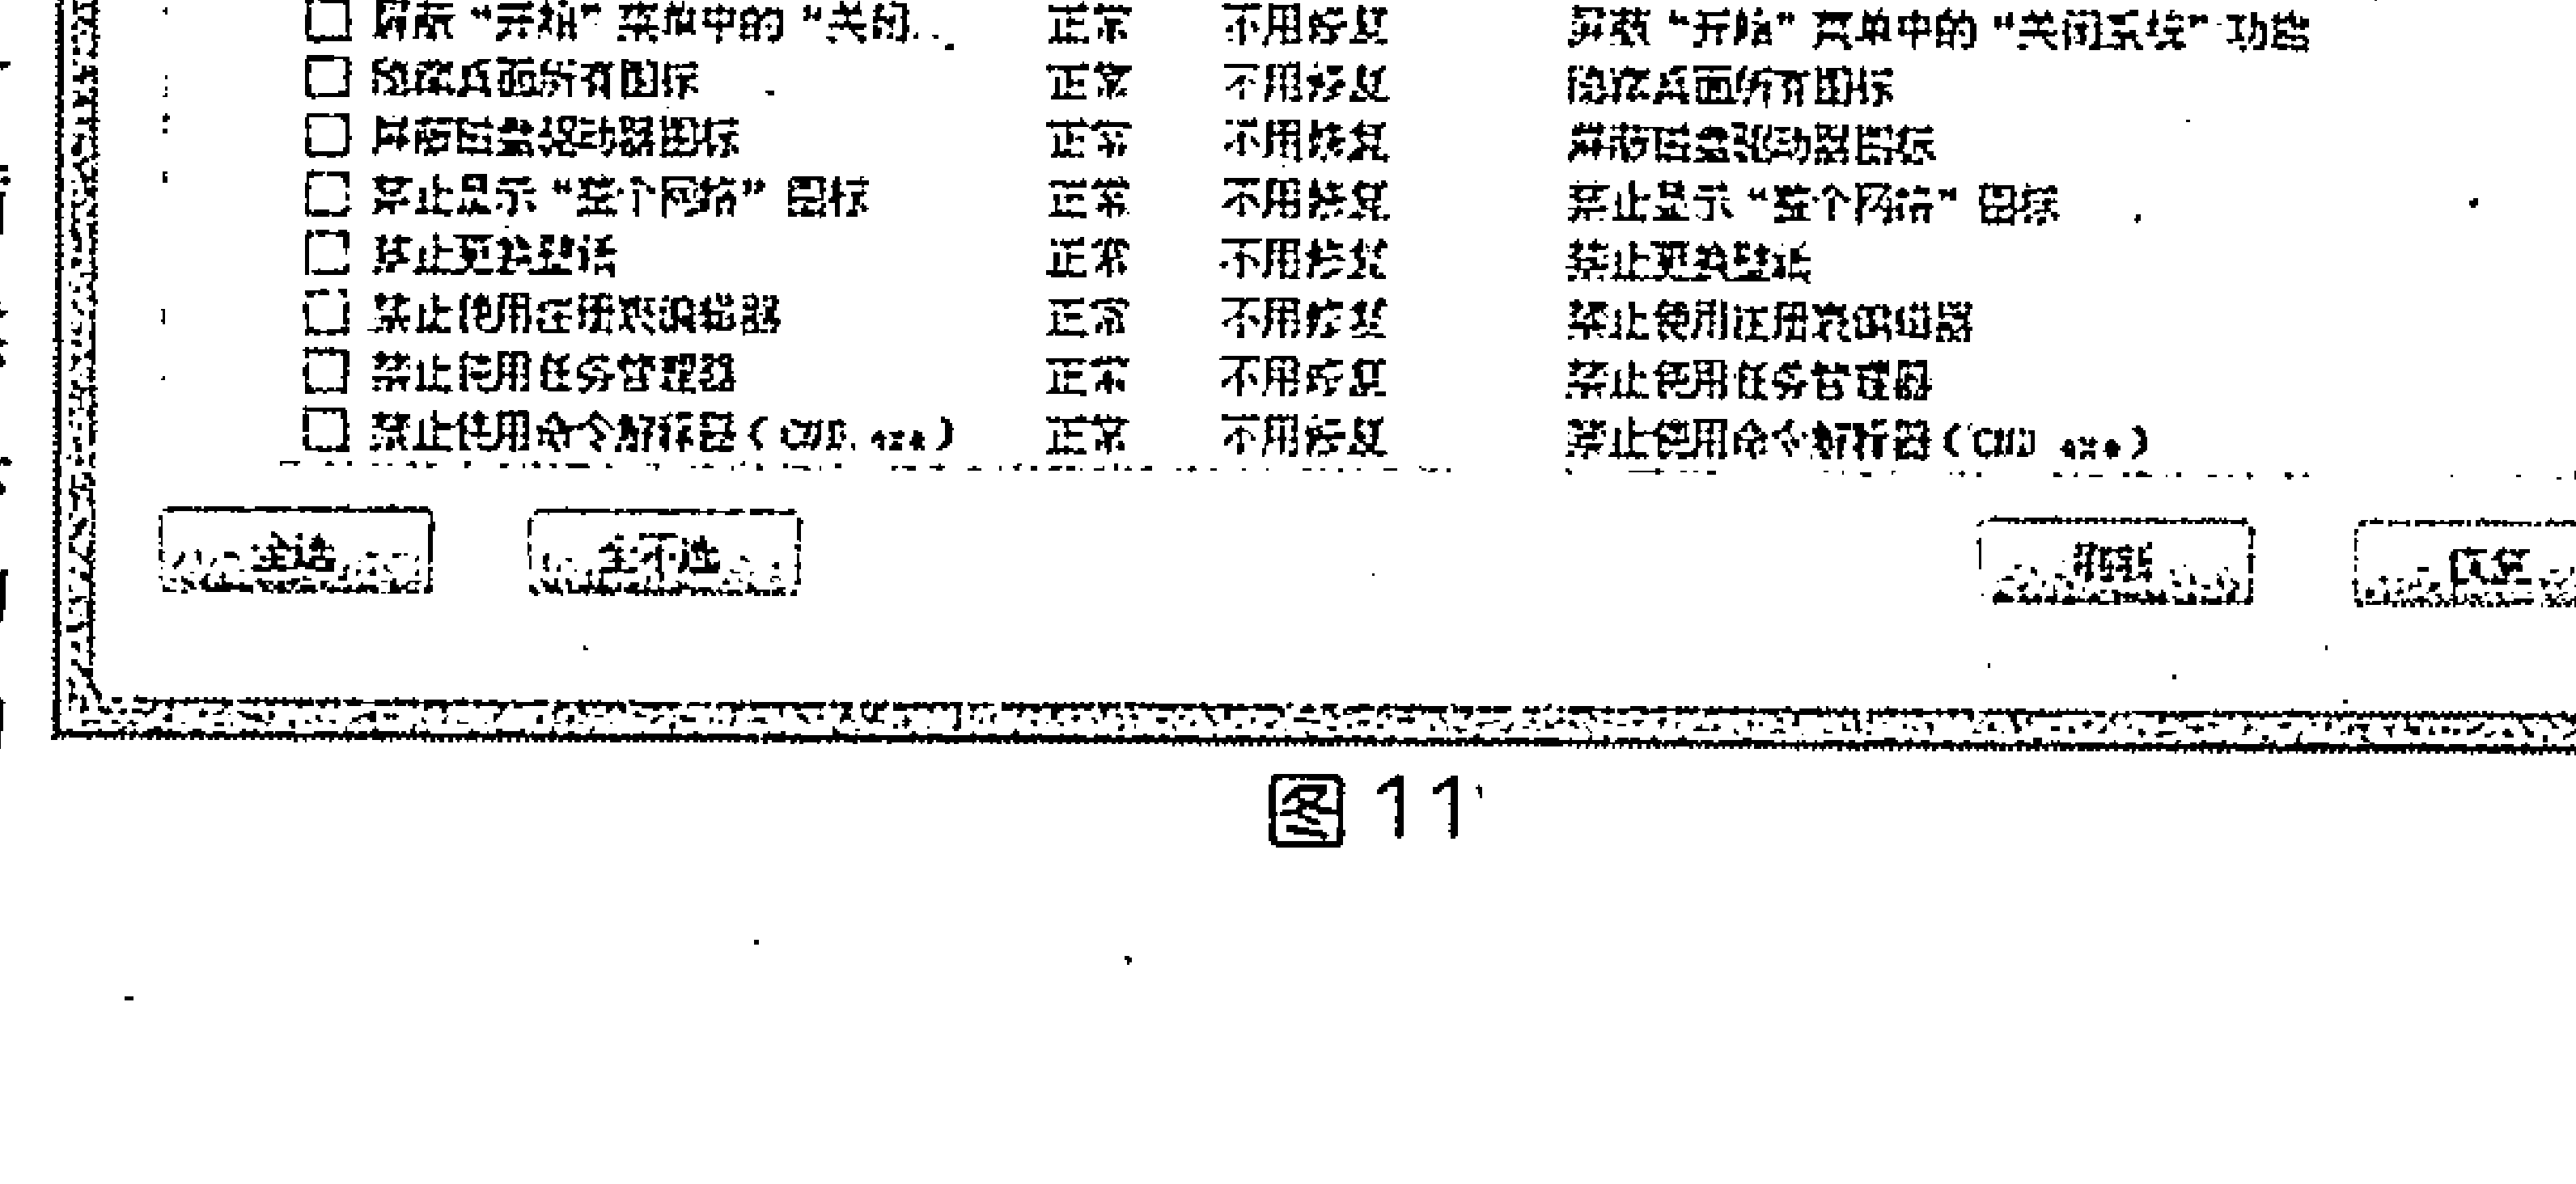 屏蔽“开始”菜单中的“关闭... 正常 不用修复 屏蔽“开始”菜单中的“关闭系统”功能
隐藏桌面所有图标 正常 不用修复 隐藏桌面所有图标
屏蔽磁盘驱动器图标 正常 不用修复 屏蔽磁盘驱动器图标
禁止显示“整个网络”图标 正常 不用修复 禁止显示“整个网络”图标
禁止更换壁纸 正常 不用修复 禁止更换壁纸
禁止使用注册表编辑器 正常 不用修复 禁止使用注册表编辑器
禁止使用任务管理器 正常 不用修复 禁止使用任务管理器
禁止使用命令解释器(CMD.exe) 正常 不用修复 禁止使用命令解释器(CMD.exe)
全选 全不选
图 11